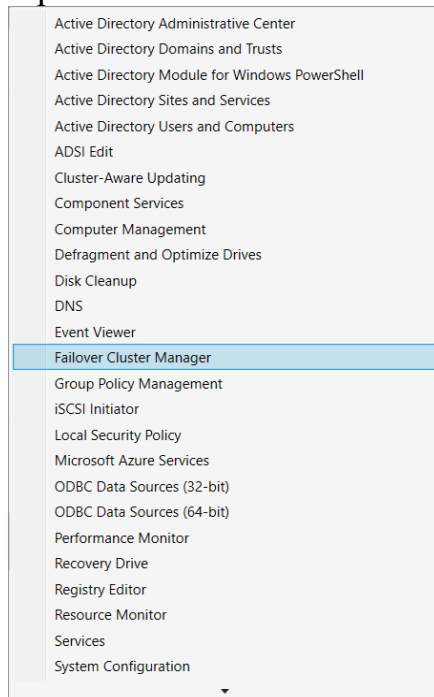 Active Directory Administrative Center
Active Directory Domains and Trusts
Active Directory Module for Windows PowerShell
Active Directory Sites and Services
Active Directory Users and Computers
ADSI Edit
Cluster-Aware Updating
Component Services
Computer Management
Defragment and Optimize Drives
Disk Cleanup
DNS
Event Viewer
Failover Cluster Manager
Group Policy Management
iSCSI Initiator
Local Security Policy
Microsoft Azure Services
ODBC Data Sources (32-bit)
ODBC Data Sources (64-bit)
Performance Monitor
Recovery Drive
Registry Editor
Resource Monitor
Services
System Configuration